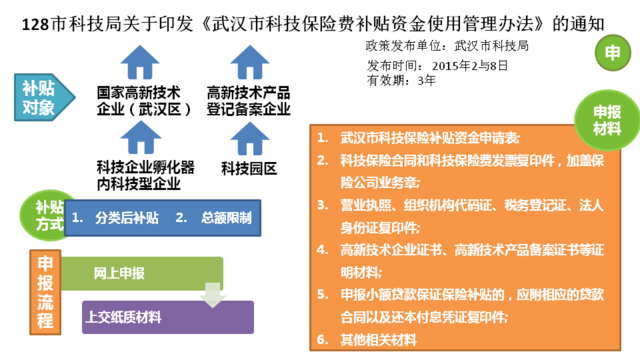 128市科技局关于印发《武汉市科技保险费补贴资金使用管理办法》的通知
政策发布单位：武汉市科技局
发布时间： 2015年2与8日
有效期：3年
申
补贴
对象
国家高新技术
企业（武汉区）
高新技术产品
登记备案企业
科技企业孵化器
内科技型企业
科技园区
补贴
方式
1. 分类后补贴 2. 总额限制
申报流程
网上申报
上交纸质材料
申报
材料
1. 武汉市科技保险补贴资金申请表;
2. 科技保险合同和科技保险费发票复印件，加盖保
险公司业务章;
3. 营业执照、组织机构代码证、税务登记证、法人
身份证复印件;
4. 高新技术企业证书、高新技术产品备案证书等证
明材料;
5. 申报小额贷款保证保险补贴的，应附相应的贷款
合同以及还本付息凭证复印件;
6. 其他相关材料